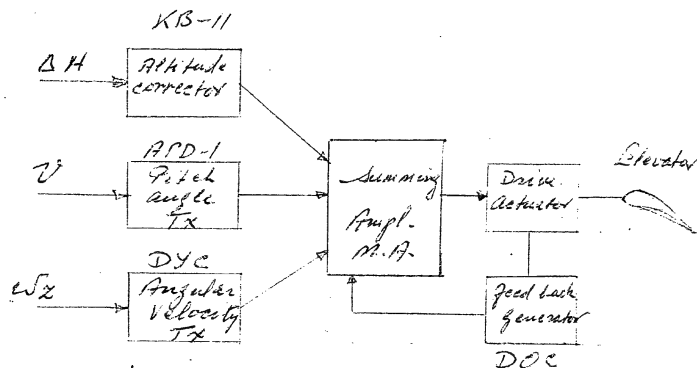 KB-11
ΔH
Altitude
corrector
APD-1
ϑ
Pitch
angle
Tx
Summing
Ampl.
M.A.
Drive
actuator
Elevator
DYC
ωz
Angular
Velocity
Tx
Feed back
generator
DOC